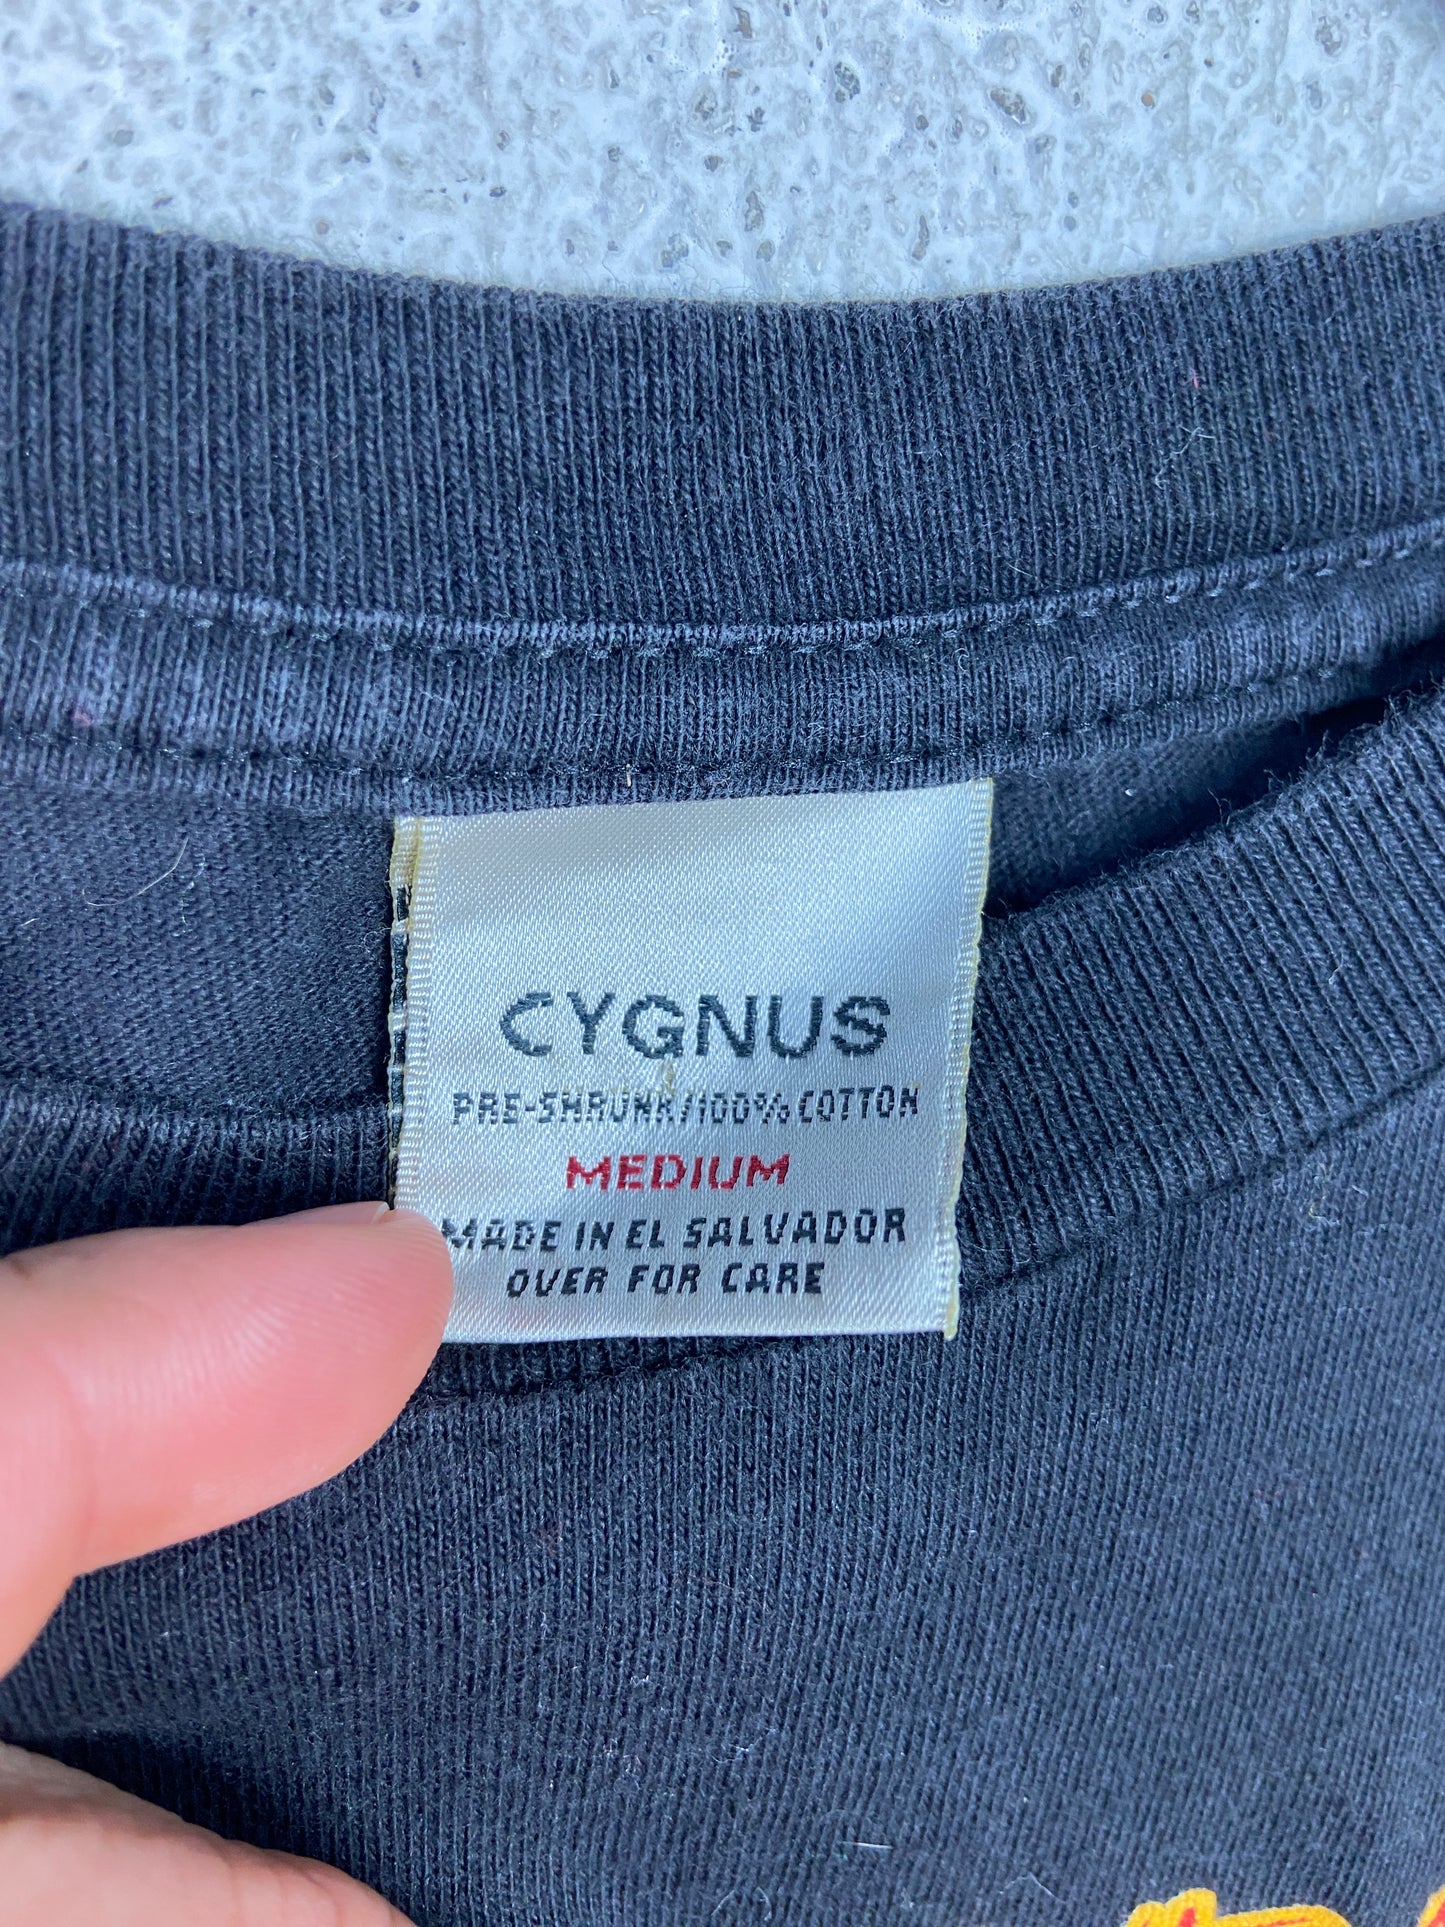 CYGNUS
PRE-SHRUNK/100% COTTON
MEDIUM
MADE IN EL SALVADOR
OVER FOR CARE